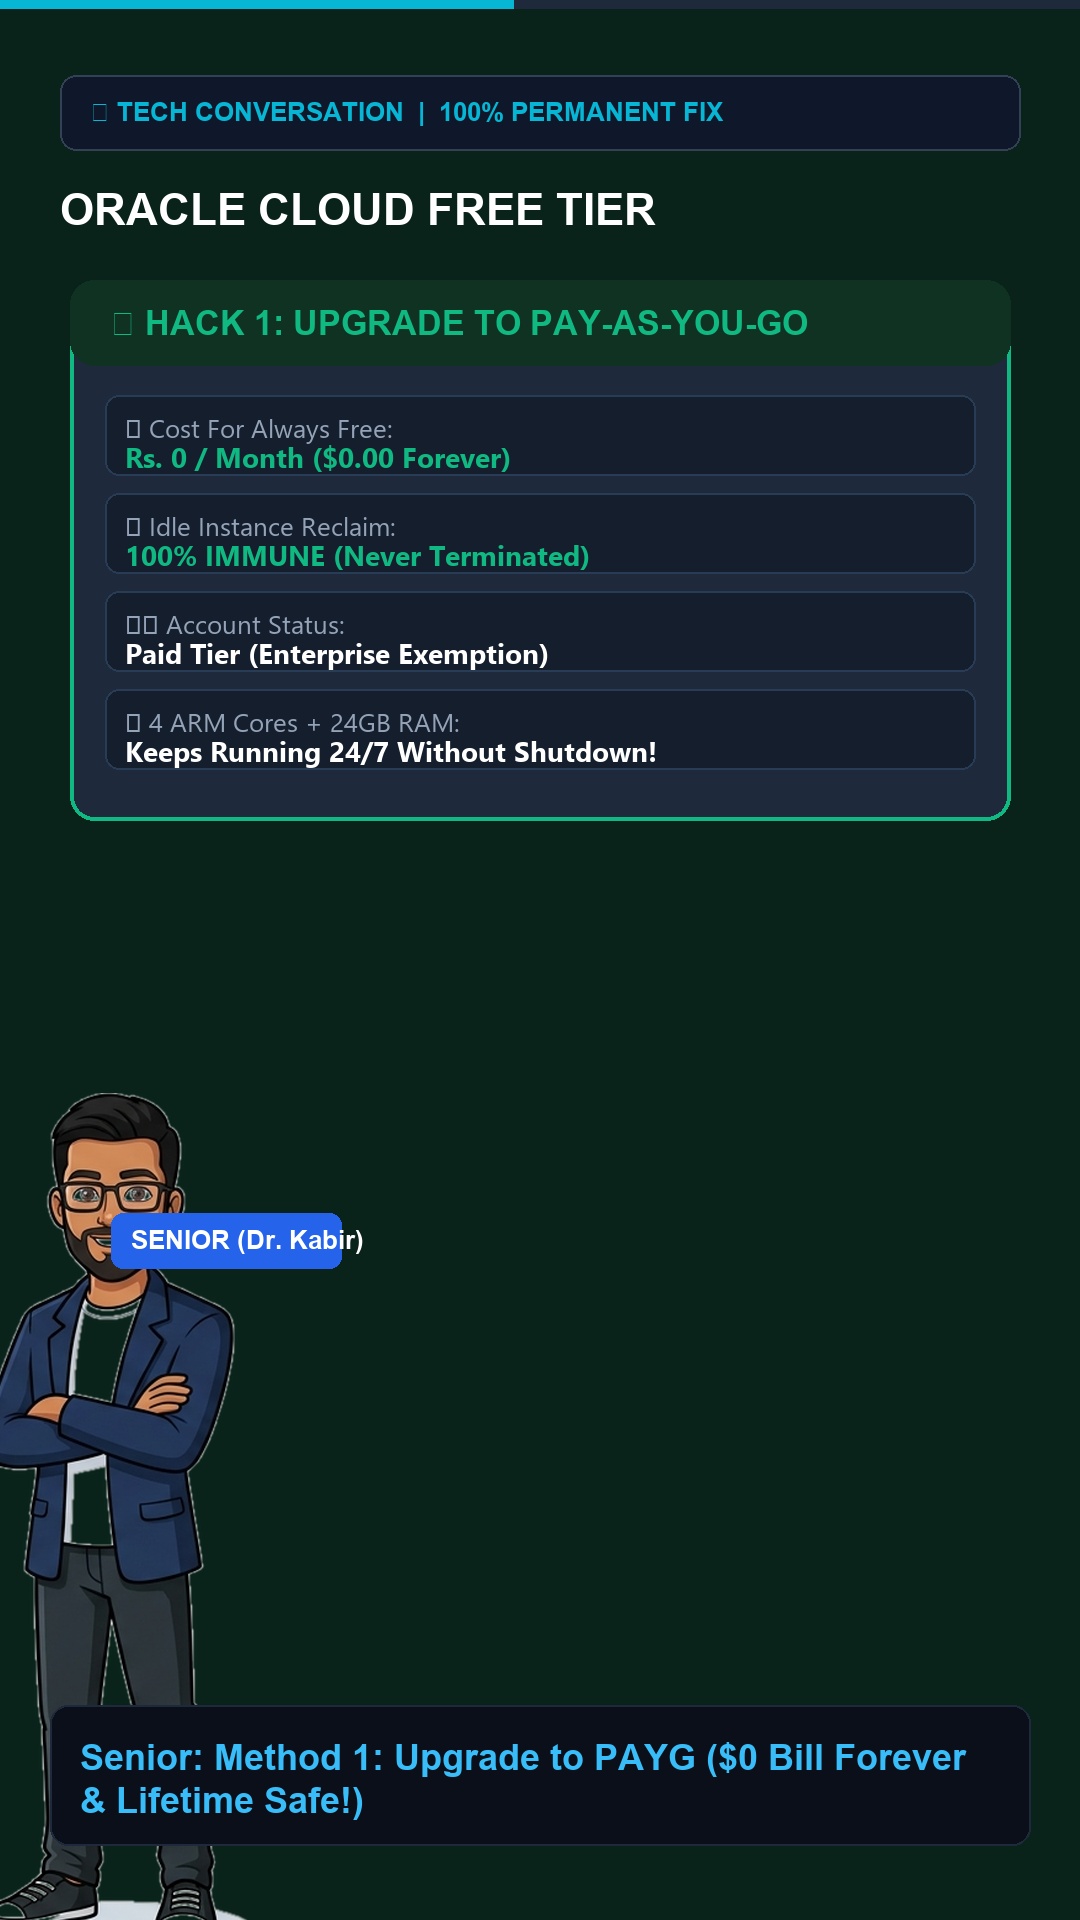 TECH CONVERSATION | 100% PERMANENT FIX
ORACLE CLOUD FREE TIER
HACK 1: UPGRADE TO PAY-AS-YOU-GO
Cost For Always Free:
Rs. 0 / Month ($0.00 Forever)
Idle Instance Reclaim:
100% IMMUNE (Never Terminated)
Account Status:
Paid Tier (Enterprise Exemption)
4 ARM Cores + 24GB RAM:
Keeps Running 24/7 Without Shutdown!
SENIOR (Dr. Kabir)
Senior: Method 1: Upgrade to PAYG ($0 Bill Forever
& Lifetime Safe!)